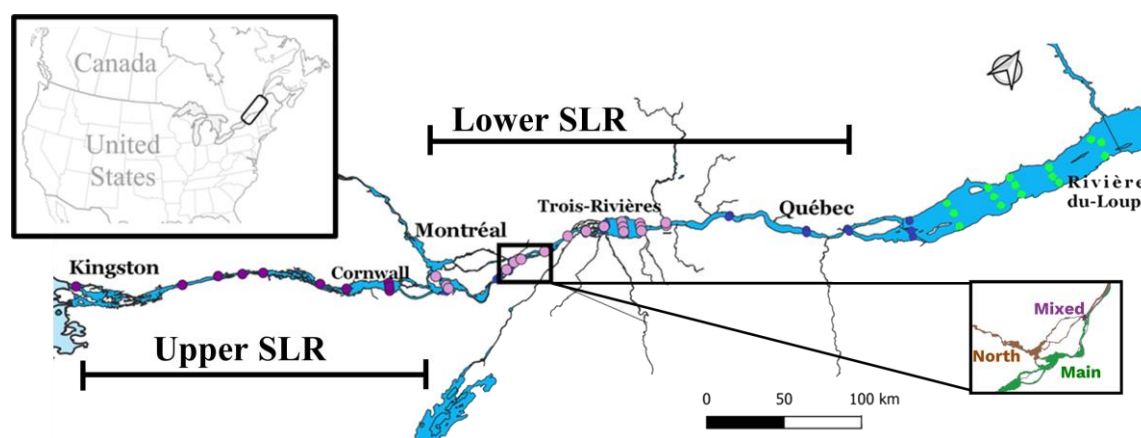 Canada
United
States
Lower SLR
Rivière
du-Loup
Trois-Rivières
Québec
Montréal
Kingston
Cornwall
Mixed
North
Main
Upper SLR
0 50 100 km